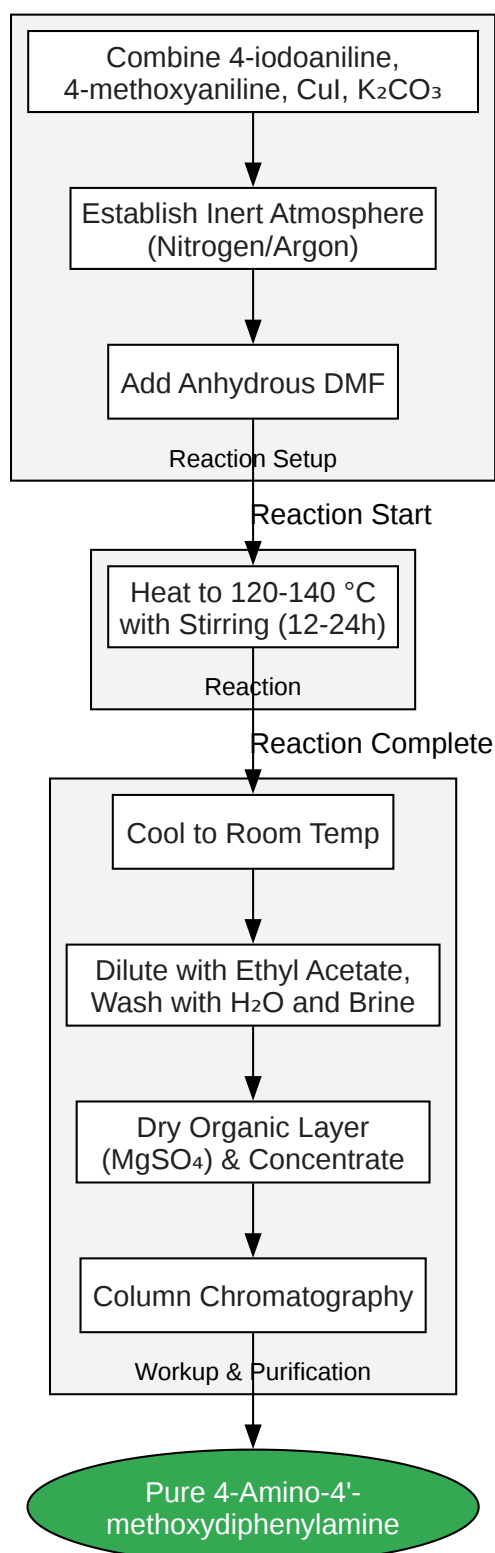 Combine 4-iodoaniline,
4-methoxyaniline, CuI, K₂CO₃
Establish Inert Atmosphere
(Nitrogen/Argon)
Add Anhydrous DMF
Reaction Setup
Reaction Start
Heat to 120-140 °C
with Stirring (12-24h)
Reaction
Reaction Complete
Cool to Room Temp
Dilute with Ethyl Acetate,
Wash with H₂O and Brine
Dry Organic Layer
(MgSO₄) & Concentrate
Column Chromatography
Workup & Purification
Pure 4-Amino-4'-
methoxydiphenylamine